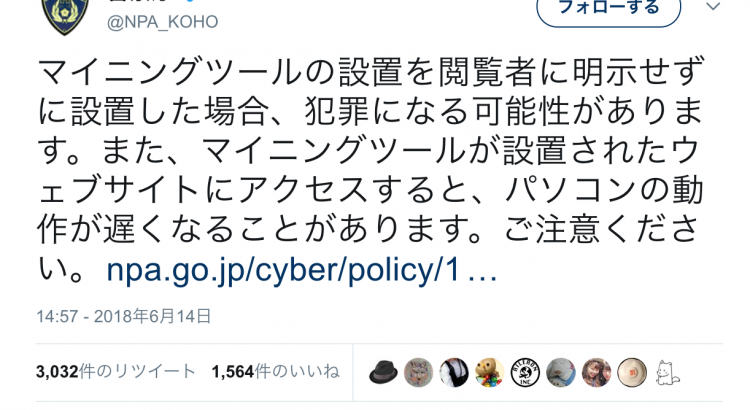 @NPA_KOHO
フォローする
マイニングツールの設置を閲覧者に明示せず
に設置した場合、犯罪になる可能性がありま
す。また、マイニングツールが設置されたウ
ェブサイトにアクセスすると、パソコンの動
作が遅くなることがあります。ご注意くださ
い。 npa.go.jp/cyber/policy/1…
14:57 - 2018年6月14日
3,032件のリツイート 1,564件のいいね